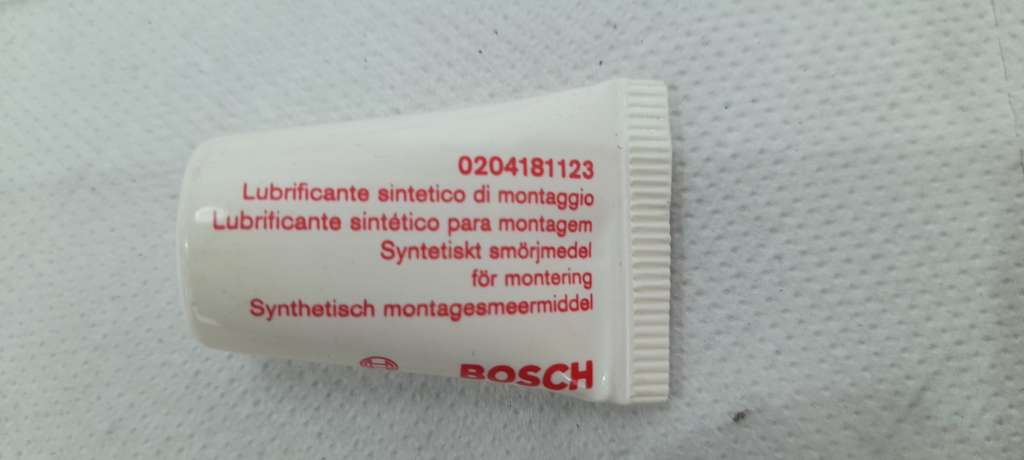 0204181123
Lubrificante sintetico di montaggio
Lubrificante sintético para montagem
Syntetiskt smörjmedel
för montering
Synthetisch montagesmeermiddel
BOSCH